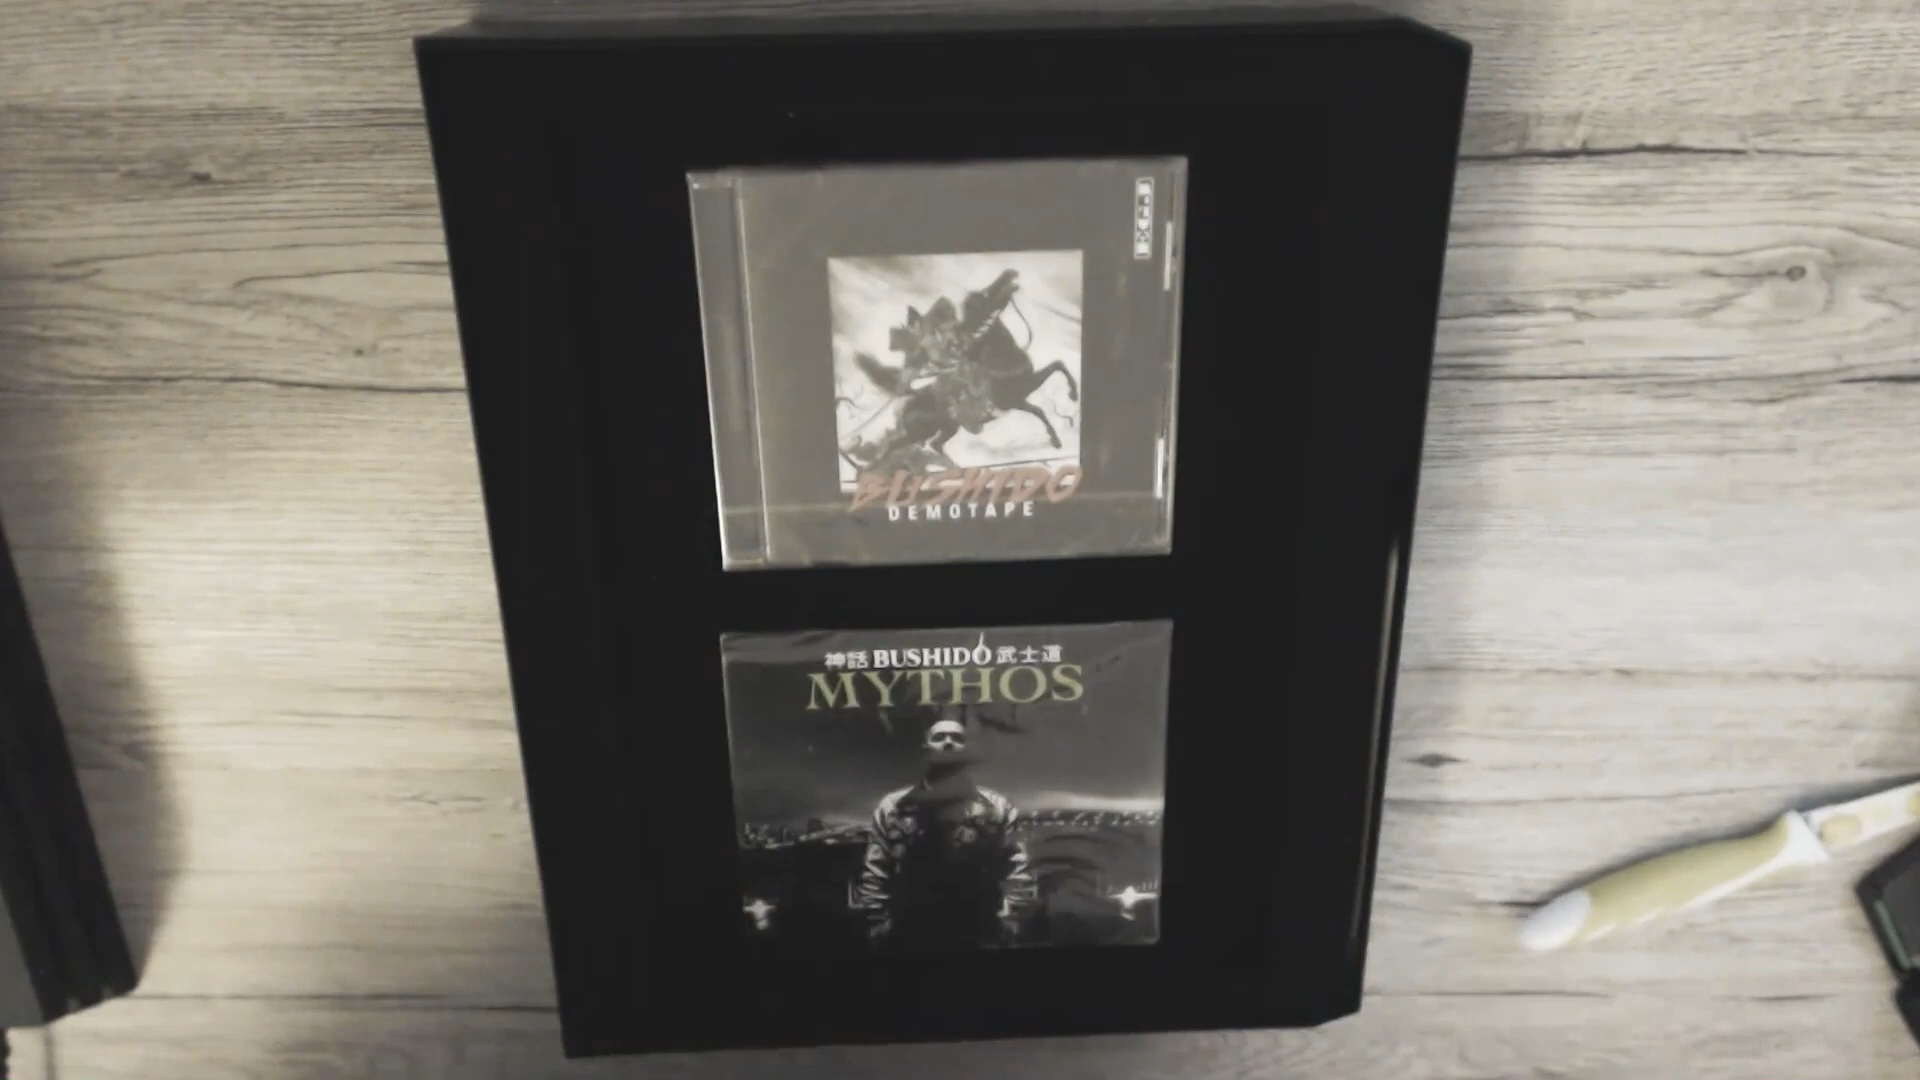 BUSHIDO
DEMOTAPE
神話 BUSHIDO 武士道
MYTHOS